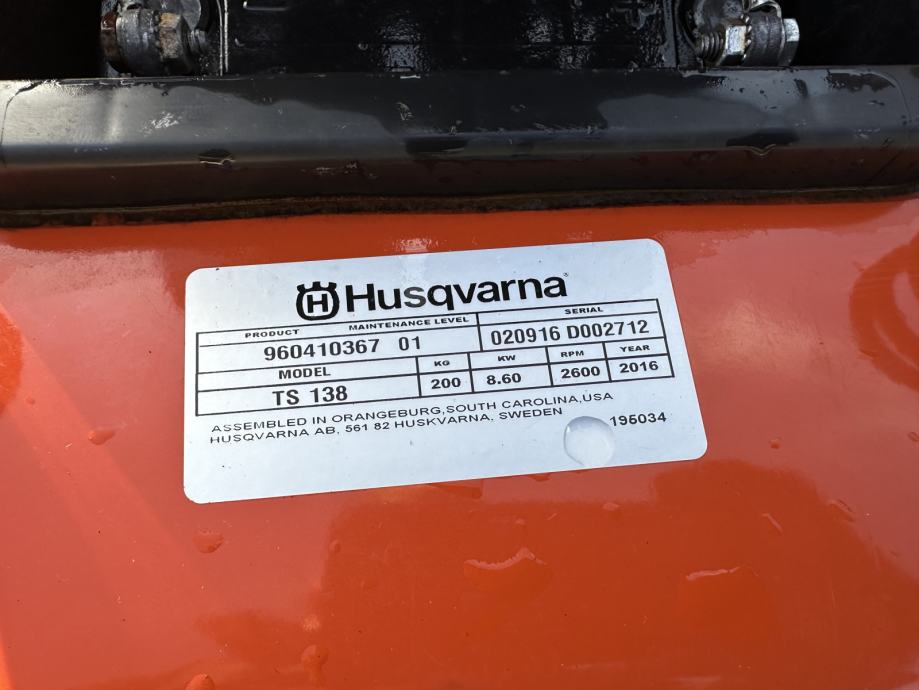 Husqvarna
PRODUCT MAINTENANCE LEVEL SERIAL
960410367 01 020916 D002712
MODEL KG KW RPM YEAR
TS 138 200 8.60 2600 2016
ASSEMBLED IN ORANGEBURG,SOUTH CAROLINA,USA
HUSQVARNA AB, 561 82 HUSKVARNA, SWEDEN 195034